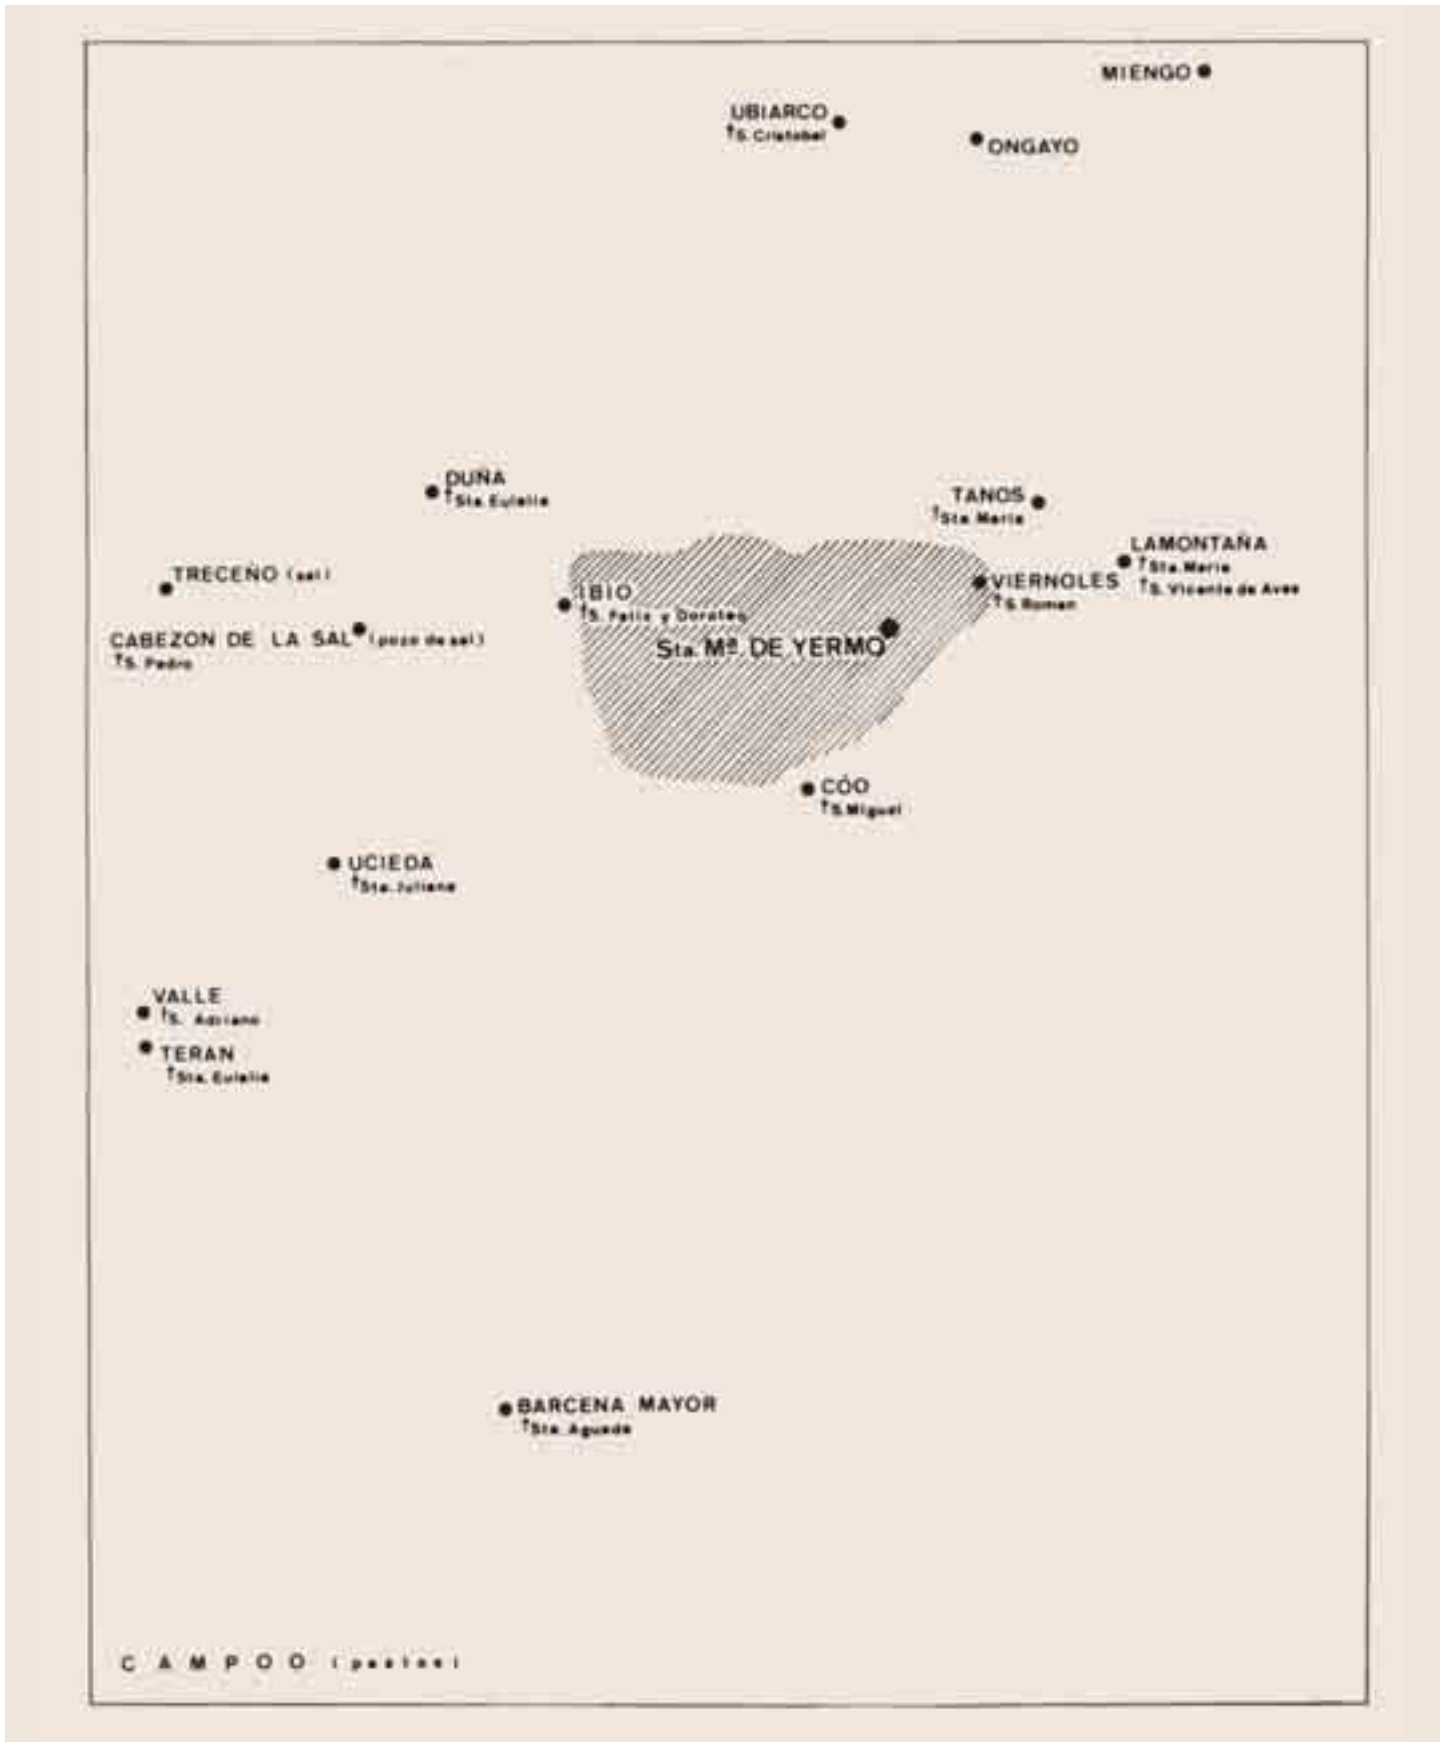 MIENGO
UBIARCO
†S. Cristobal
ONGAYO
DUÑA
†Sta. Eulalia
TANOS
†Sta. Maria
LAMONTAÑA
†Sta. Maria
†S. Vicente de Aves
TRECEÑO (sal)
VIERNOLES
†S. Roman
IBIO
†S. Felix y Dorotea
CABEZON DE LA SAL (pozo de sal)
†S. Pedro
Sta. Mª. DE YERMO
CÓO
†S. Miguel
UCIEDA
†Sta. Juliana
VALLE
†S. Adriano
TERAN
†Sta. Eulalia
BARCENA MAYOR
†Sta. Agueda
CAMPOO (pastos)